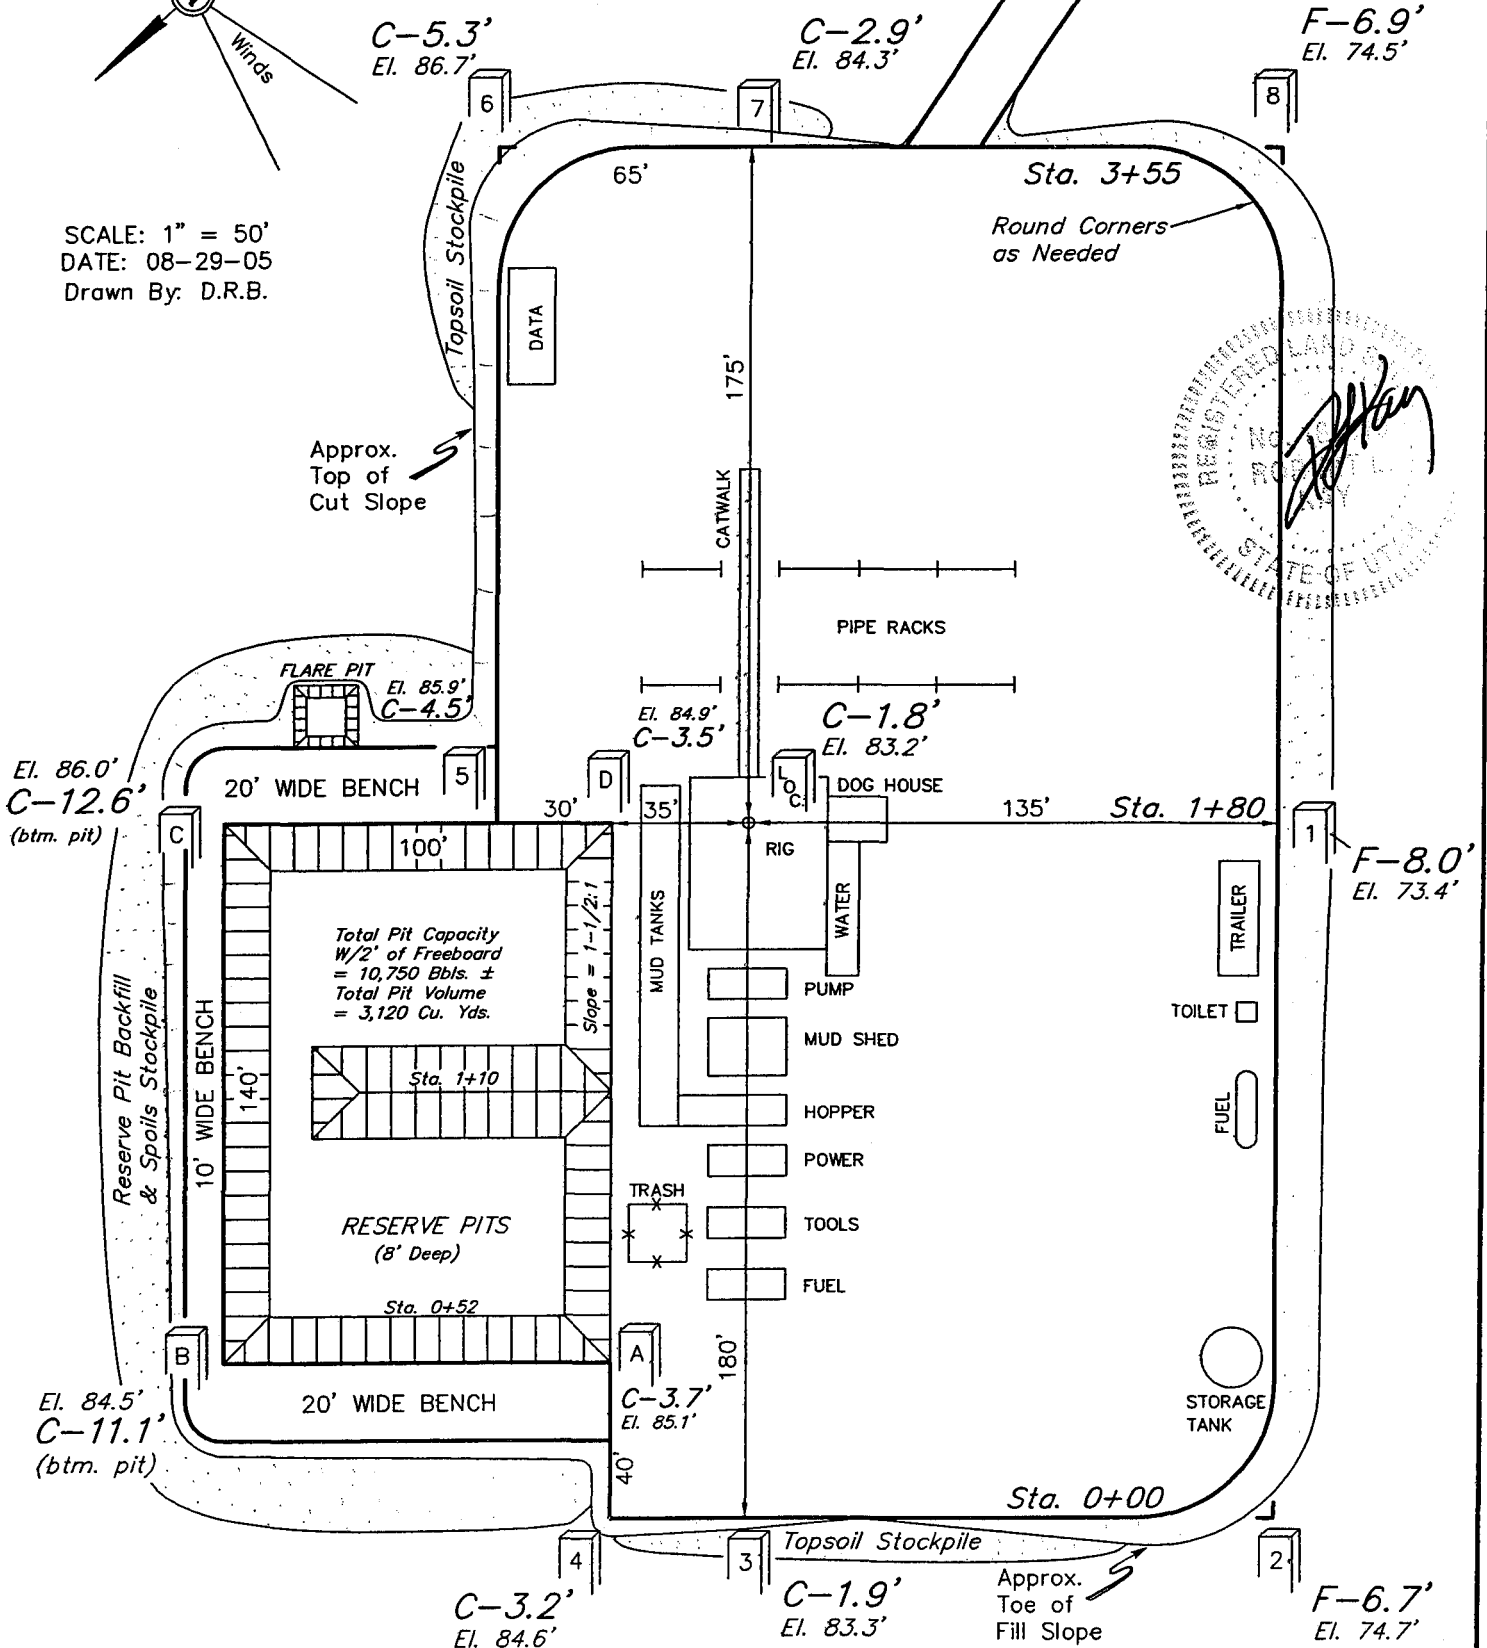 C-5.3'
El. 86.7'
C-2.9'
El. 84.3'
F-6.9'
El. 74.5'
Winds
6
7
8
65'
Sta. 3+55
Round Corners
as Needed
SCALE: 1" = 50'
DATE: 08-29-05
Drawn By: D.R.B.
Topsoil Stockpile
DATA
175'
REGISTERED LAND
STATE OF UTAH
Approx.
Top of
Cut Slope
CATWALK
PIPE RACKS
FLARE PIT
El. 85.9'
C-4.5'
El. 84.9'
C-3.5'
C-1.8'
El. 83.2'
El. 86.0'
C-12.6'
(btm. pit)
C
20' WIDE BENCH
5
D
30'
35'
LOC.
DOG HOUSE
135'
Sta. 1+80
1
F-8.0'
El. 73.4'
100'
RIG
Total Pit Capacity
W/2' of Freeboard
= 10,750 Bbls. ±
Total Pit Volume
= 3,120 Cu. Yds.
Slope = 1-1/2:1
MUD TANKS
WATER
TRAILER
PUMP
TOILET
MUD SHED
Reserve Pit Backfill
& Spoils Stockpile
10' WIDE BENCH
140'
Sta. 1+10
HOPPER
FUEL
POWER
TRASH
RESERVE PITS
(8' Deep)
TOOLS
FUEL
Sta. 0+52
B
A
180'
El. 84.5'
C-11.1'
(btm. pit)
20' WIDE BENCH
C-3.7'
El. 85.1'
STORAGE
TANK
40'
Sta. 0+00
4
3
Topsoil Stockpile
2
C-3.2'
El. 84.6'
C-1.9'
El. 83.3'
Approx.
Toe of
Fill Slope
F-6.7'
El. 74.7'